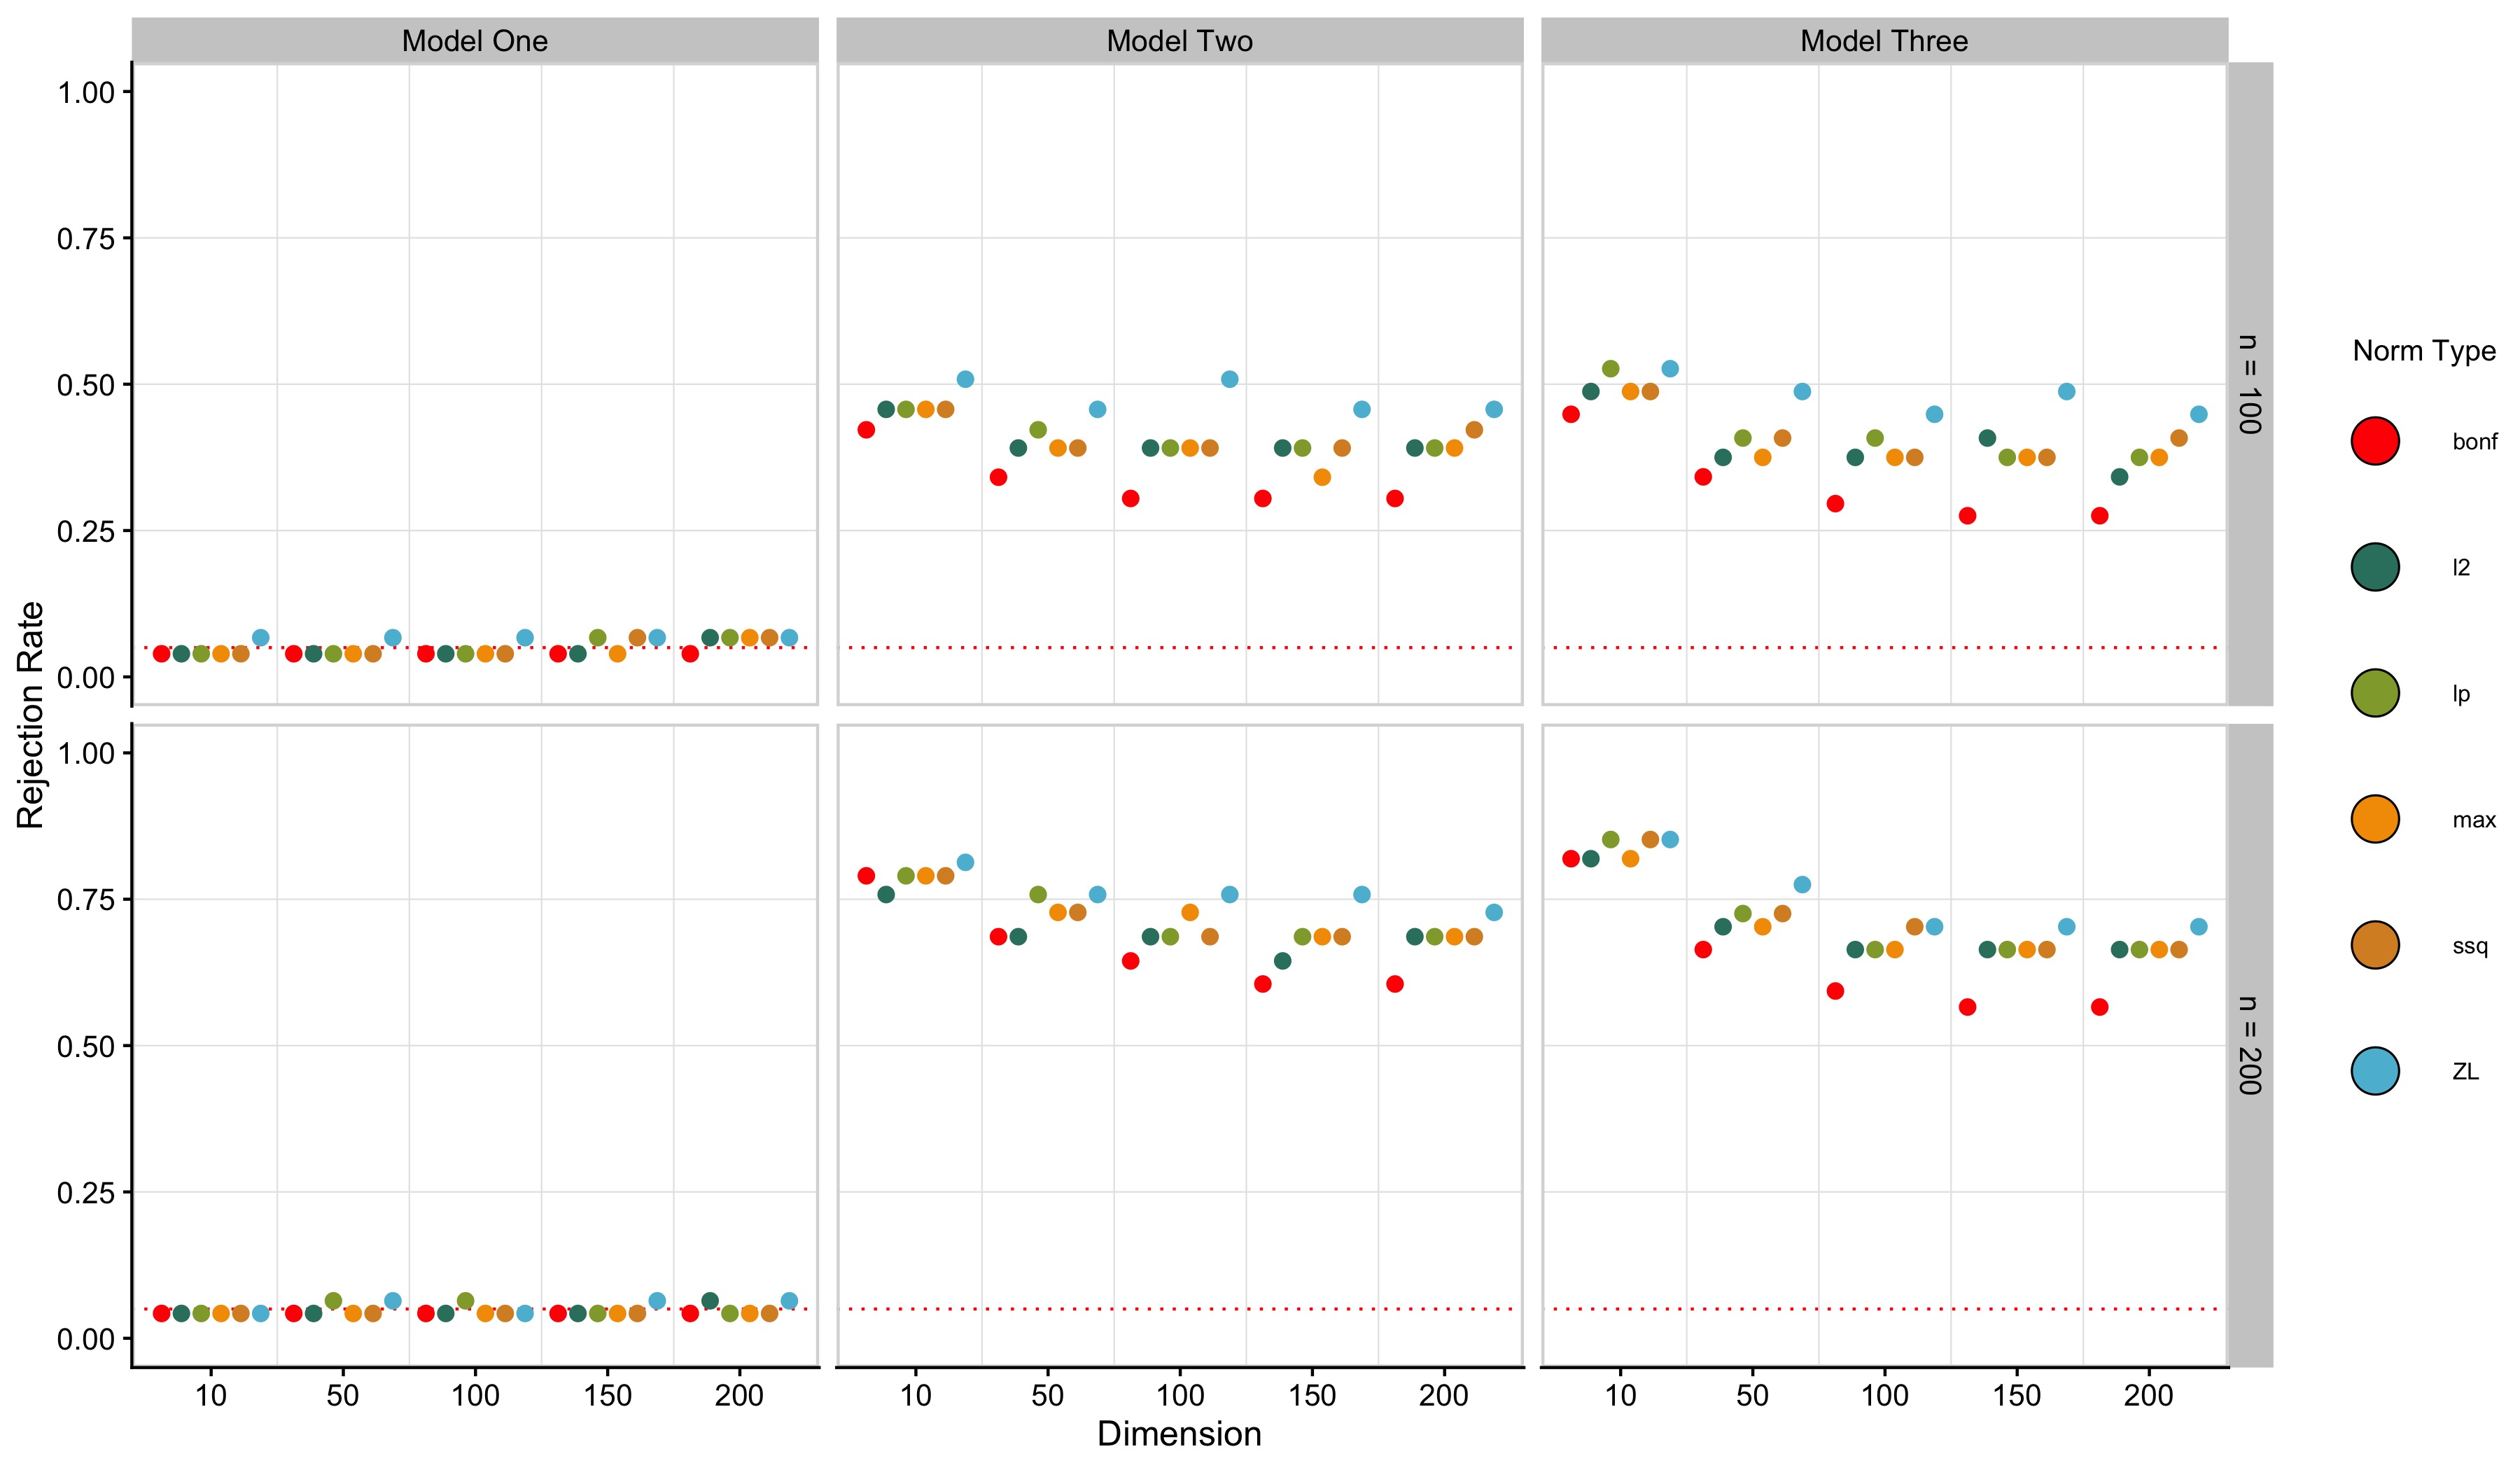 Model One
Model Two
Model Three
1.00
0.75
0.50
0.25
0.00
n = 100
1.00
0.75
0.50
0.25
0.00
n = 200
Rejection Rate
10 50 100 150 200
10 50 100 150 200
10 50 100 150 200
Dimension
Norm Type
bonf
l2
lp
max
ssq
ZL